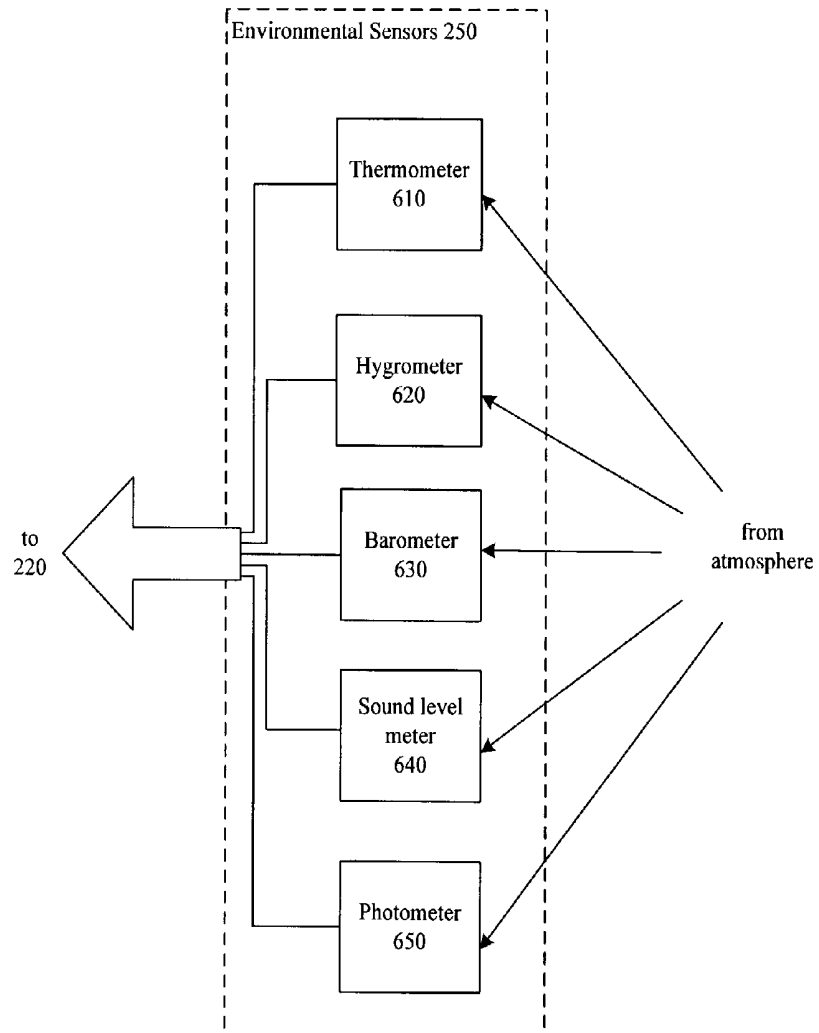 Environmental Sensors 250
Thermometer
610
Hygrometer
620
to
220
Barometer
630
from
atmosphere
Sound level
meter
640
Photometer
650